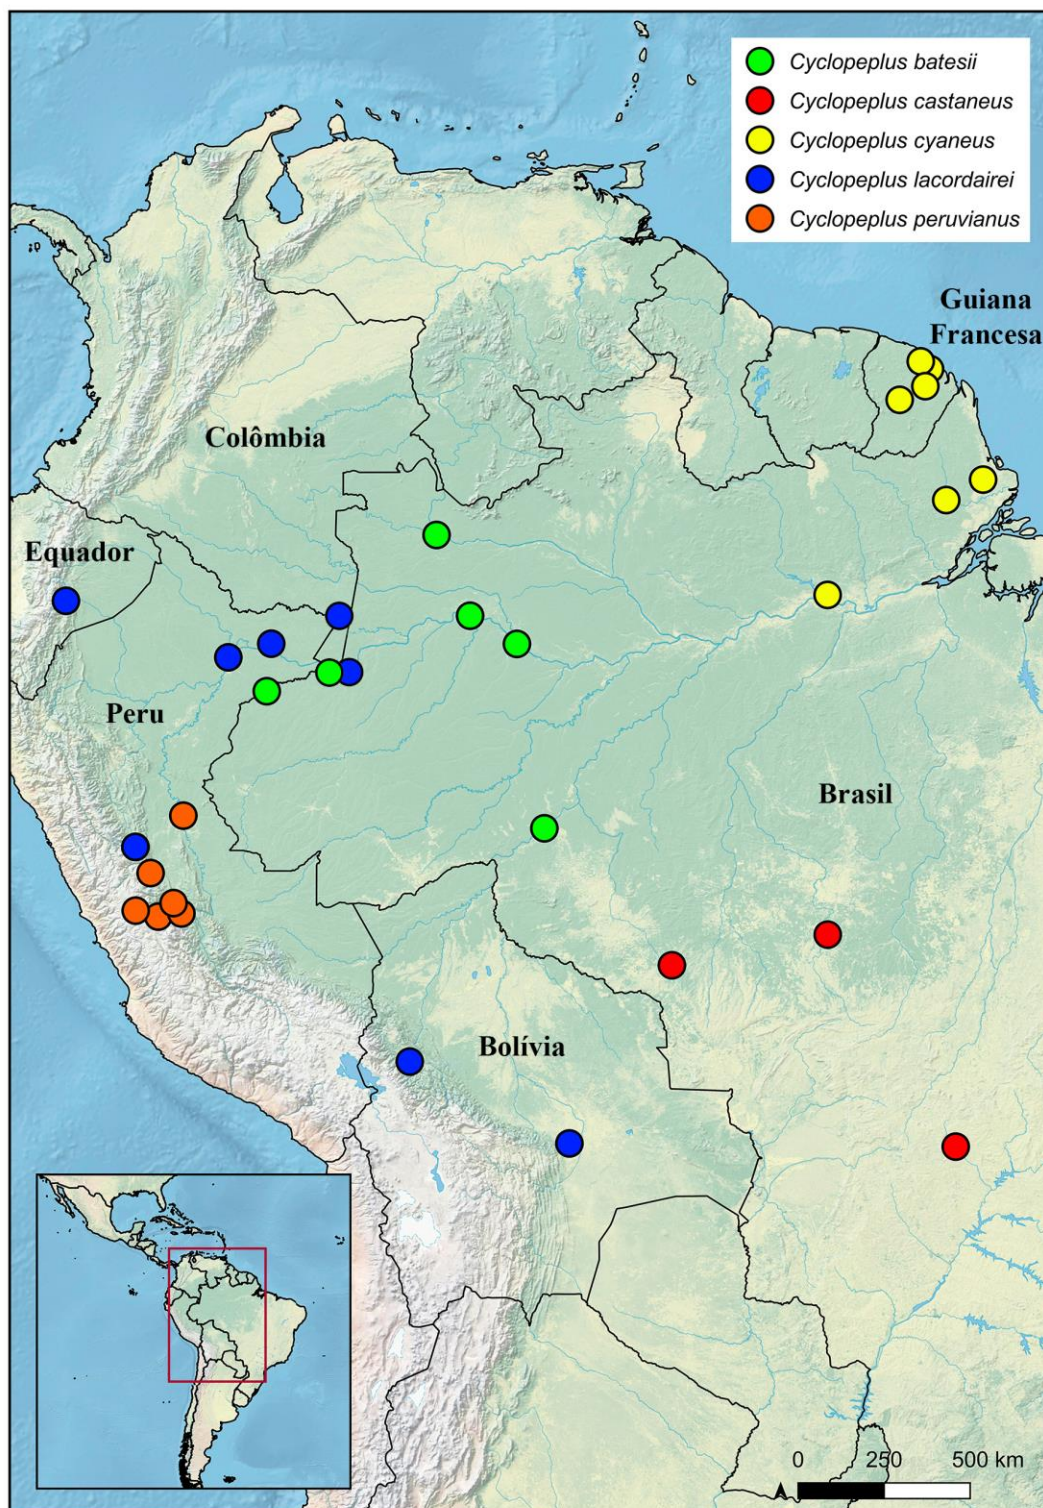 Cyclopeplus batesii
Cyclopeplus castaneus
Cyclopeplus cyaneus
Cyclopeplus lacordairei
Cyclopeplus peruvianus
Guiana
Francesa
Colômbia
Equador
Peru
Brasil
Bolívia
0 250 500 km